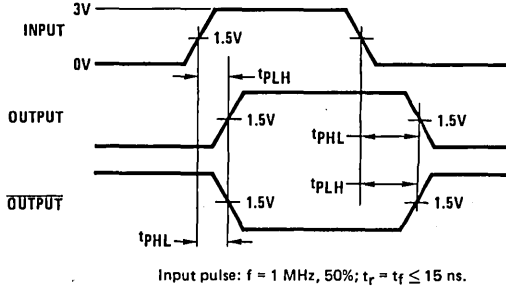 3V
INPUT
1.5V
0V
tPLH
OUTPUT
1.5V
1.5V
tPHL
tPLH
OUTPUT
1.5V
1.5V
tPHL
Input pulse: f = 1 MHz, 50%; tr = tf ≤ 15 ns.